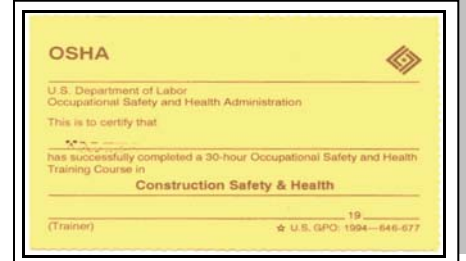 OSHA
U.S. Department of Labor
Occupational Safety and Health Administration
This is to certify that
has successfully completed a 30-hour Occupational Safety and Health
Training Course in
Construction Safety & Health
19
(Trainer)
☆ U.S. GPO: 1994—646-677